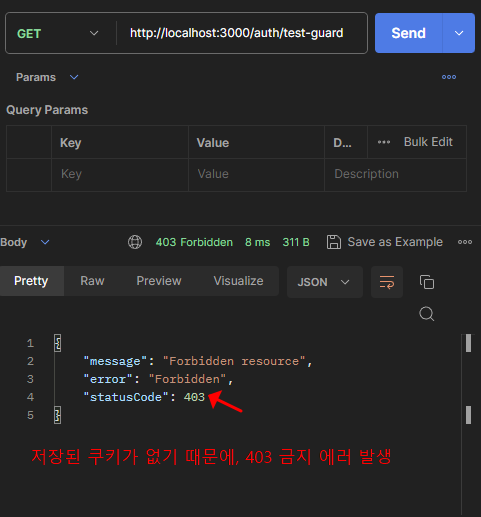 GET http://localhost:3000/auth/test-guard Send
Params
Query Params
Key Value D... Bulk Edit
Key Value Description
Body 403 Forbidden 8 ms 311 B Save as Example
Pretty Raw Preview Visualize JSON
1 {
2 "message": "Forbidden resource",
3 "error": "Forbidden",
4 "statusCode": 403
5 }
저장된 쿠키가 없기 때문에, 403 금지 에러 발생